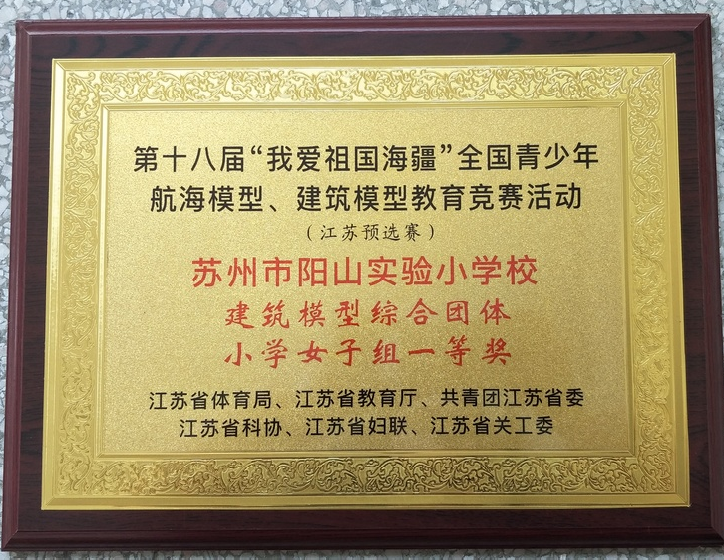 第十八届“我爱祖国海疆”全国青少年
航海模型、建筑模型教育竞赛活动
（江苏预选赛）
苏州市阳山实验小学校
建筑模型综合团体
小学女子组一等奖
江苏省体育局、江苏省教育厅、共青团江苏省委
江苏省科协、江苏省妇联、江苏省关工委